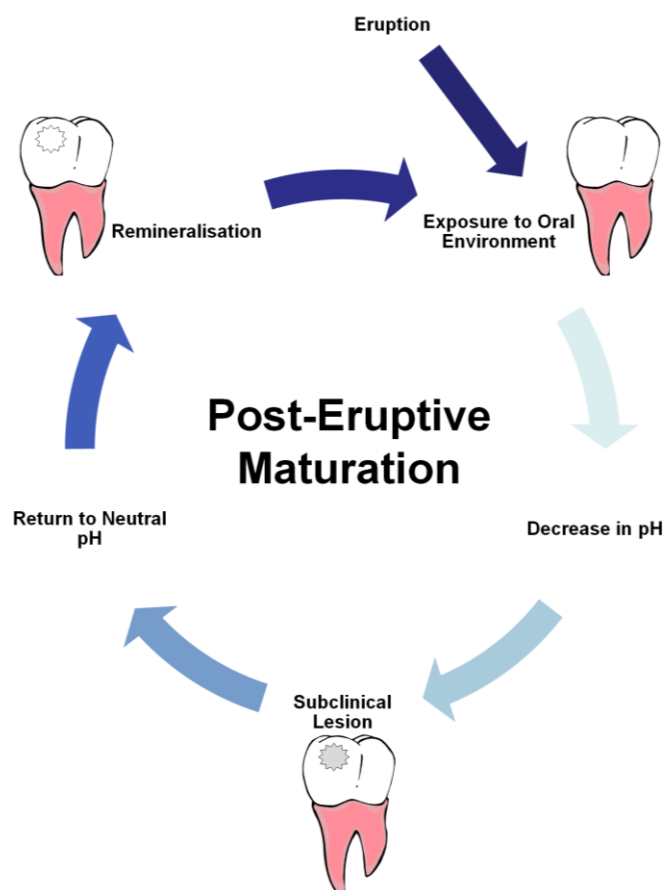 Eruption
Exposure to Oral
Environment
Remineralisation
Post-Eruptive
Maturation
Return to Neutral
pH
Decrease in pH
Subclinical
Lesion